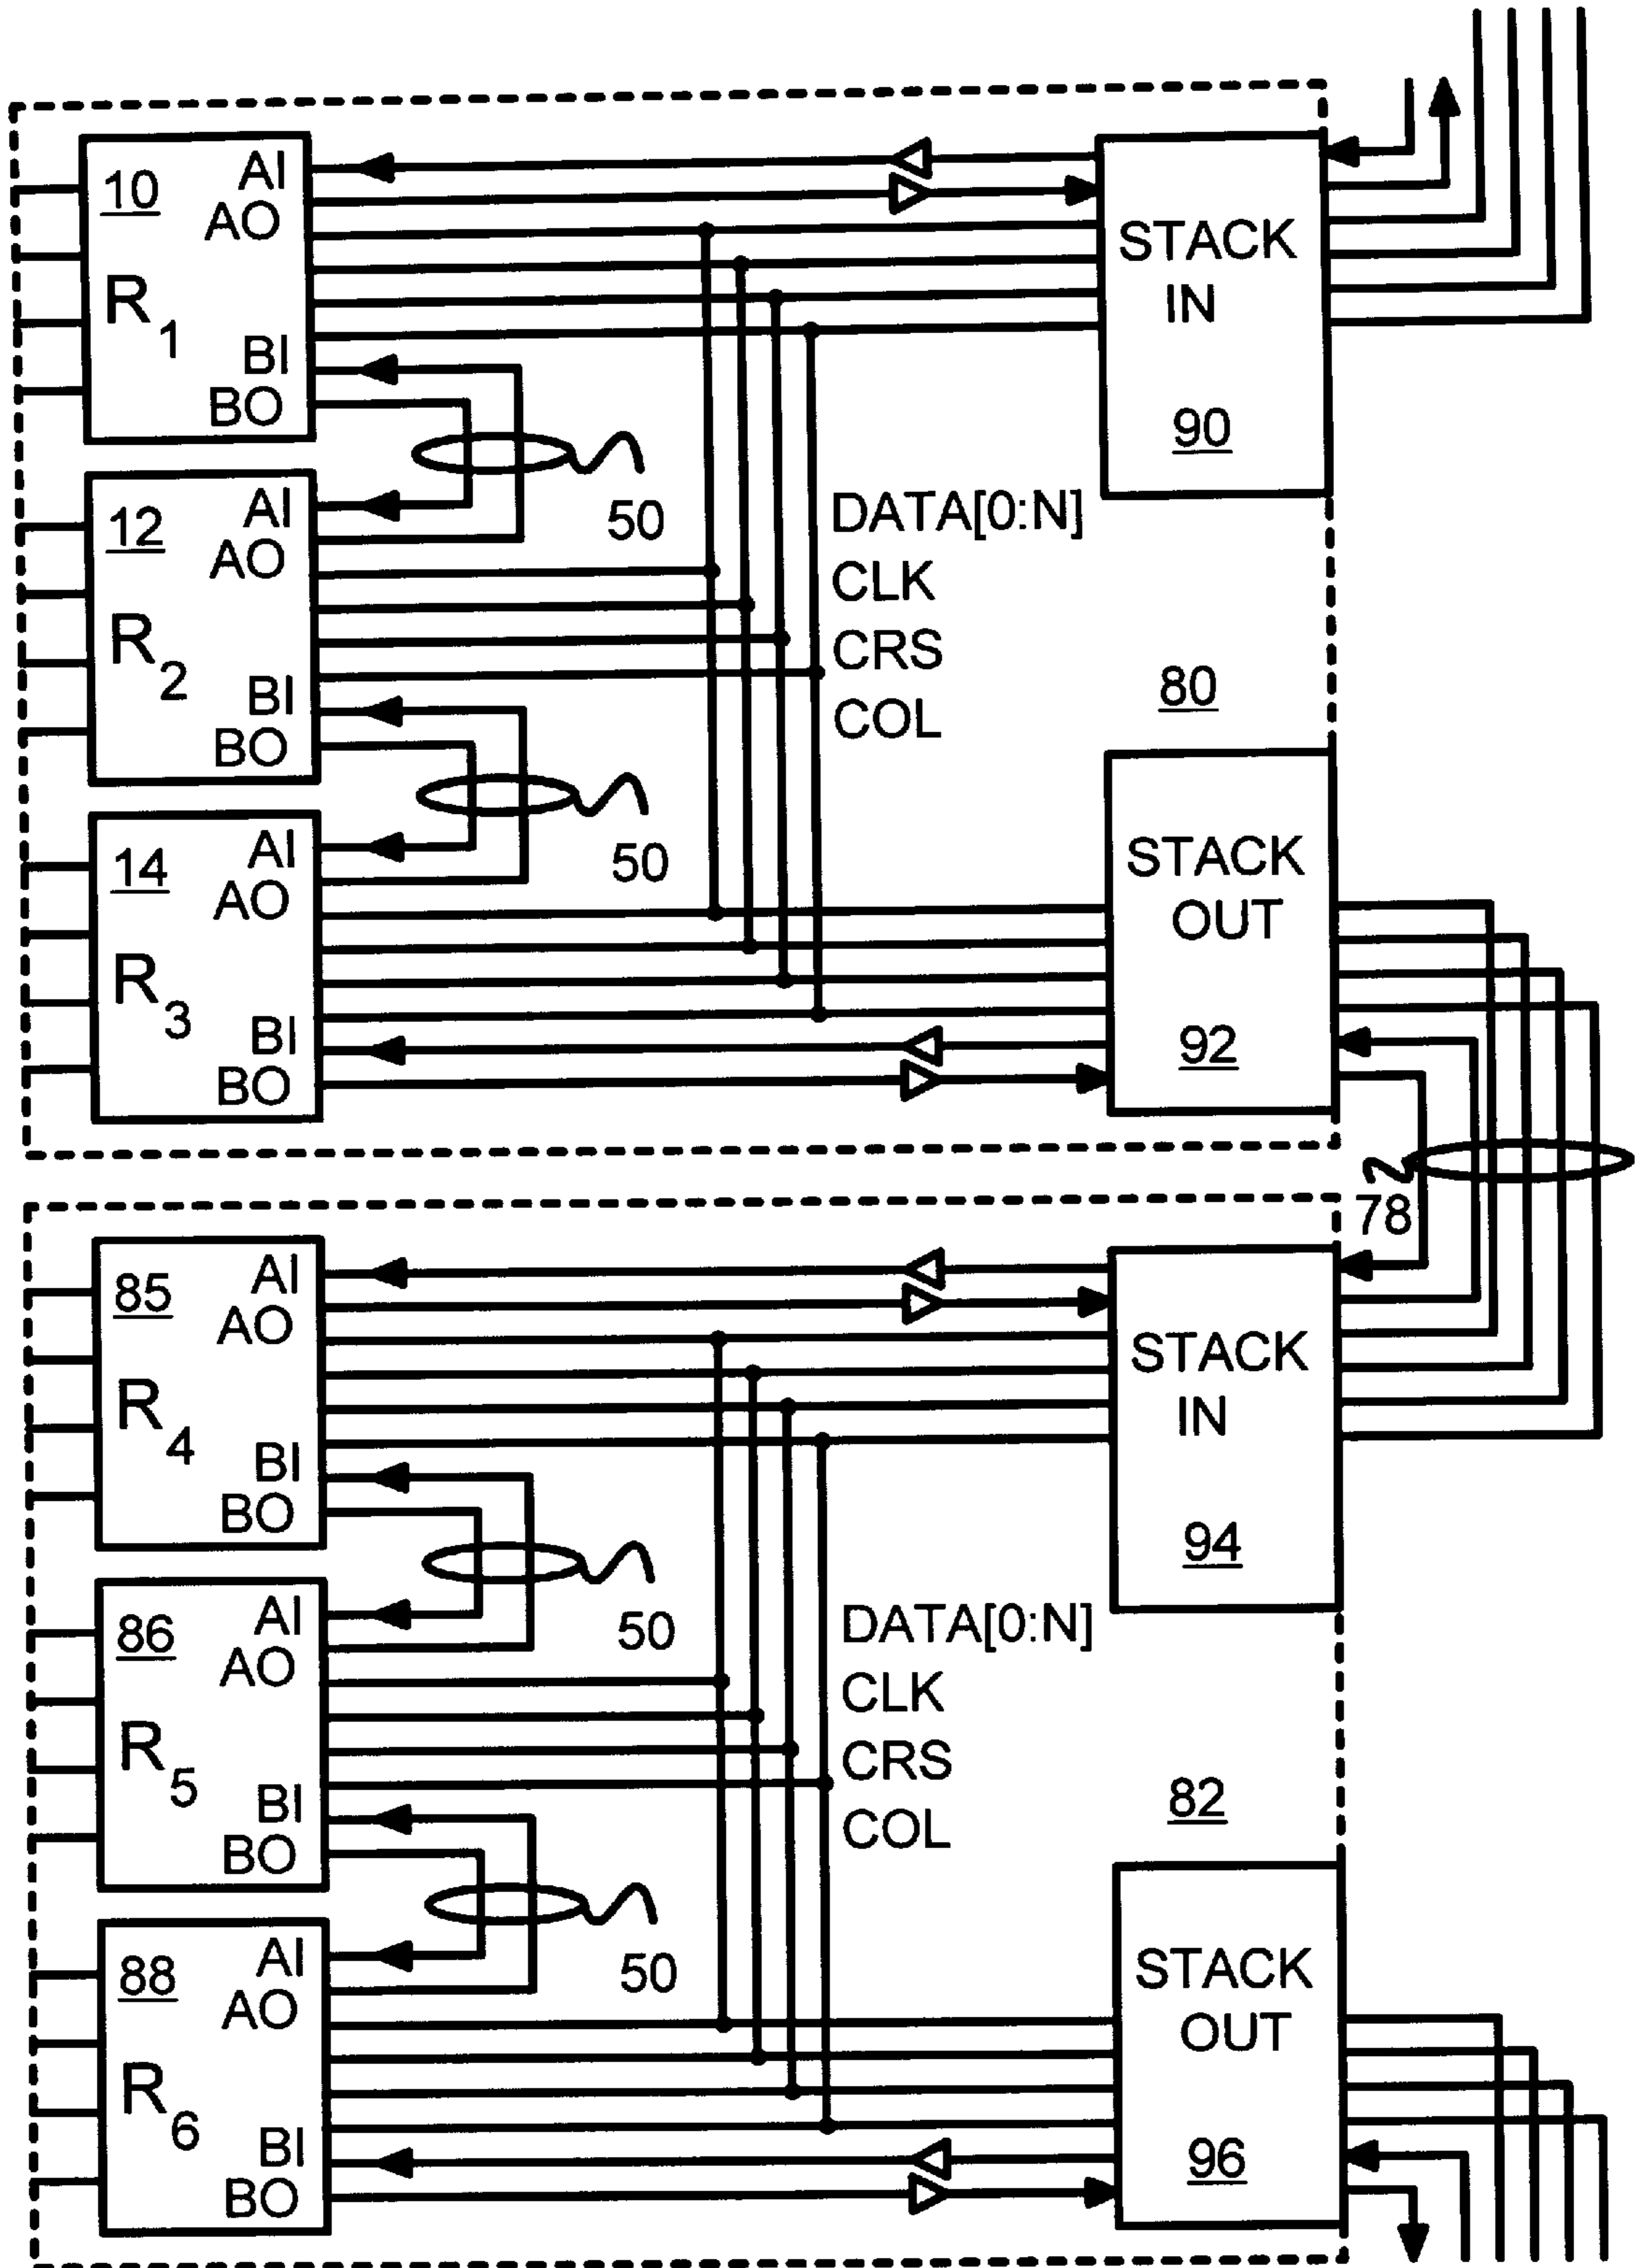 10
AI
AO
R1
BI
BO
STACK
IN
90
50
12
AI
AO
R2
BI
BO
DATA[0:N]
CLK
CRS
COL
80
50
14
AI
AO
R3
BI
BO
STACK
OUT
92
78
85
AI
AO
R4
BI
BO
STACK
IN
94
50
86
AI
AO
R5
BI
BO
DATA[0:N]
CLK
CRS
COL
82
50
88
AI
AO
R6
BI
BO
STACK
OUT
96